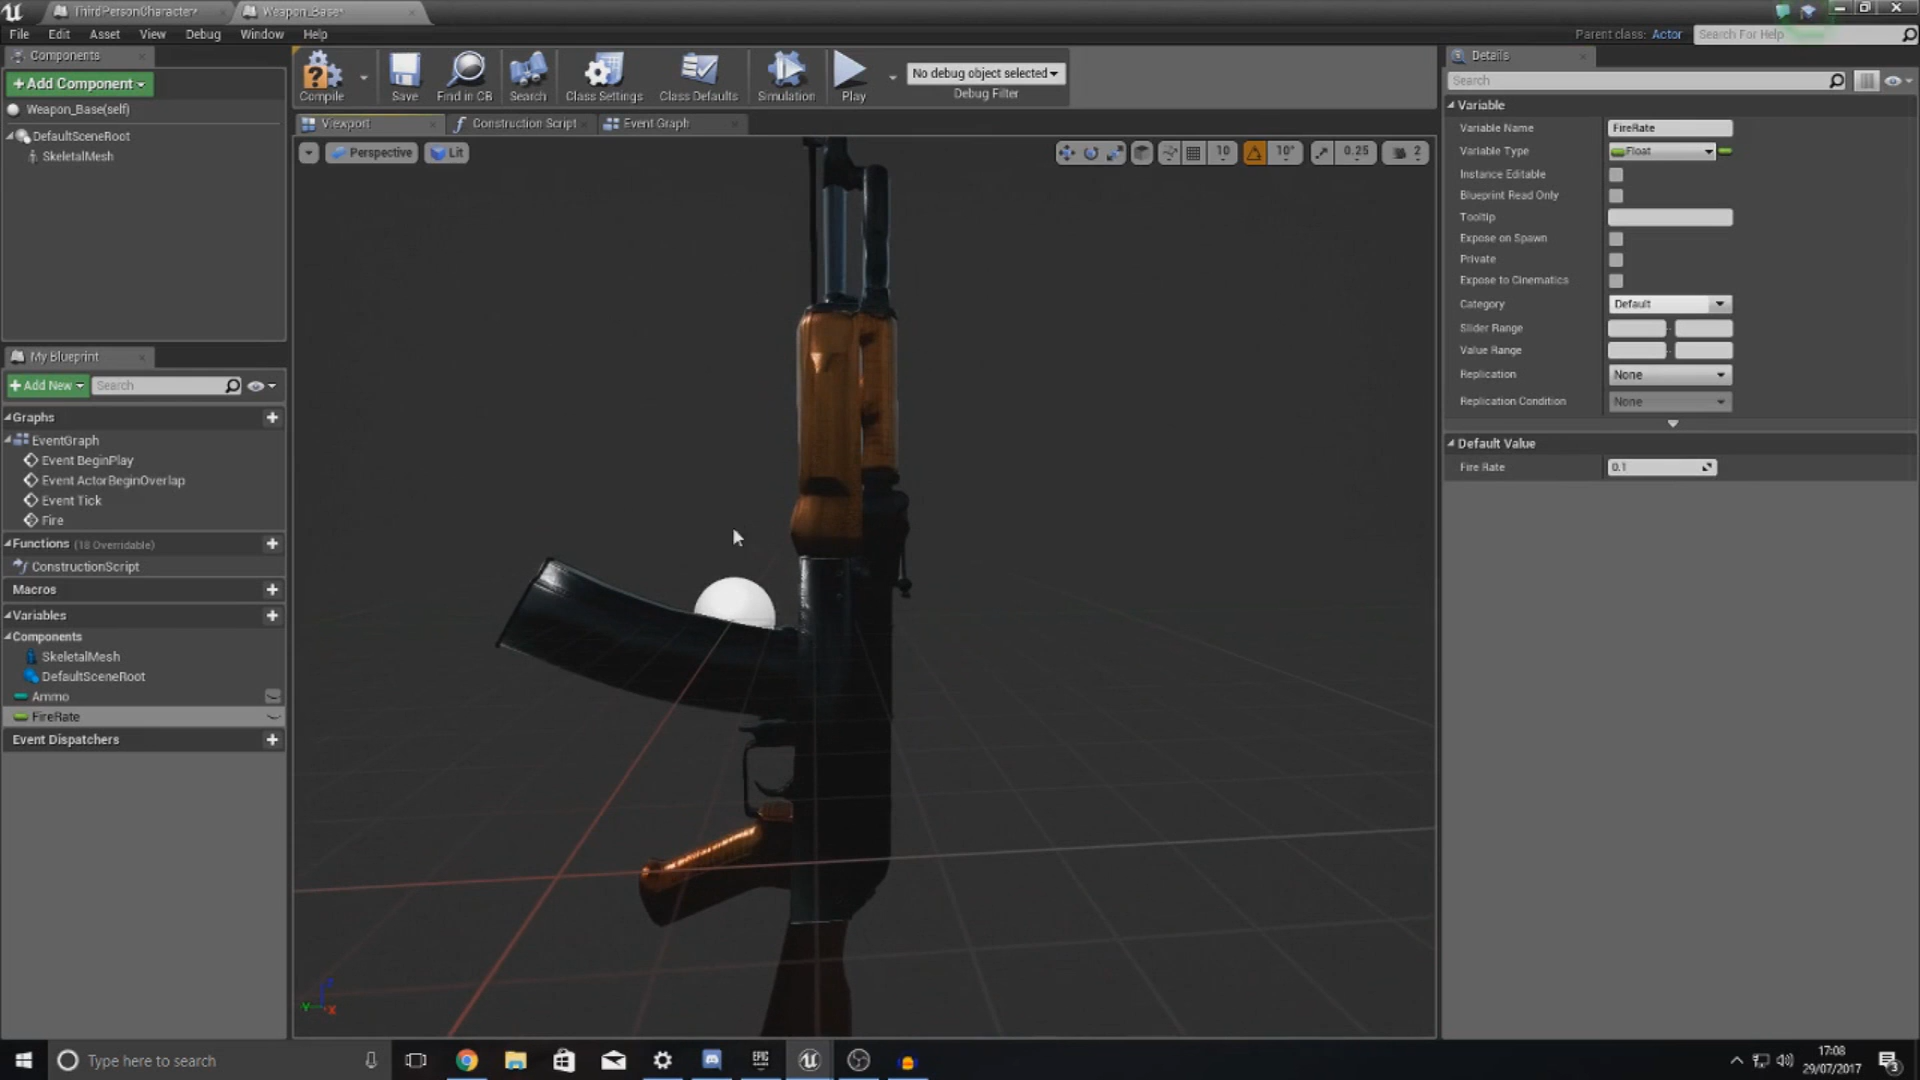 ThirdPersonCharacter*
Weapon_Base*
File Edit Asset View Debug Window Help
Parent class: Actor
Search For Help
Components
+Add Component
Weapon_Base(self)
DefaultSceneRoot
SkeletalMesh
Compile
Save
Find in CB
Search
Class Settings
Class Defaults
Simulation
Play
No debug object selected
Debug Filter
Viewport
Construction Script
Event Graph
Perspective
Lit
10
10°
0.25
2
My Blueprint
+Add New
Search
Graphs
EventGraph
Event BeginPlay
Event ActorBeginOverlap
Event Tick
Fire
Functions (18 Overridable)
ConstructionScript
Macros
Variables
Components
SkeletalMesh
DefaultSceneRoot
Ammo
FireRate
Event Dispatchers
Details
Search
Variable
Variable Name FireRate
Variable Type Float
Instance Editable
Blueprint Read Only
Tooltip
Expose on Spawn
Private
Expose to Cinematics
Category Default
Slider Range
Value Range
Replication None
Replication Condition None
Default Value
Fire Rate 0.1
Y X
Type here to search
EPIC
17:08
29/07/2017
3